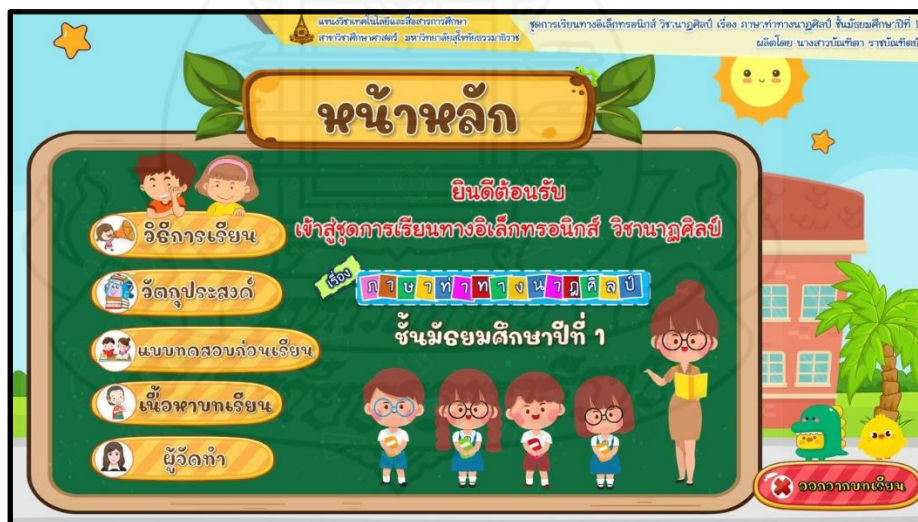 แขนงวิชาเทคโนโลยีและสื่อสารการศึกษา
สาขาวิชาศึกษาศาสตร์ มหาวิทยาลัยสุโขทัยธรรมาธิราช
ชุดการเรียนทางอิเล็กทรอนิกส์ วิชานาฏศิลป์ เรื่อง ภาษาท่าทางนาฏศิลป์ ชั้นมัธยมศึกษาปีที่
ผลิตโดย นางสาวบัณฑิตา ราชบัณฑิตย์
หน้าหลัก
ยินดีต้อนรับ
เข้าสู่ชุดการเรียนทางอิเล็กทรอนิกส์ วิชานาฏศิลป์
เรื่อง ภาษาท่าทางนาฏศิลป์
ชั้นมัธยมศึกษาปีที่ 1
วิธีการเรียน
วัตถุประสงค์
แบบทดสอบก่อนเรียน
เนื้อหาบทเรียน
ผู้จัดทำ
ออกจากบทเรียน